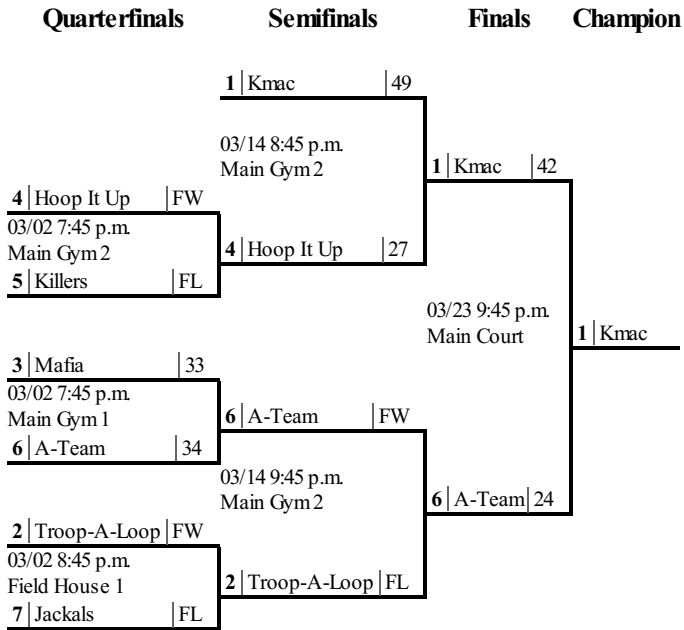 Quarterfinals Semifinals Finals Champion
1 Kmac 49
03/14 8:45 p.m.
Main Gym 2
1 Kmac 42
4 Hoop It Up FW
03/02 7:45 p.m.
Main Gym 2
4 Hoop It Up 27
5 Killers FL
03/23 9:45 p.m.
Main Court
1 Kmac
3 Mafia 33
03/02 7:45 p.m.
Main Gym 1
6 A-Team FW
6 A-Team 34
03/14 9:45 p.m.
Main Gym 2
6 A-Team 24
2 Troop-A-Loop FW
03/02 8:45 p.m.
Field House 1
2 Troop-A-Loop FL
7 Jackals FL